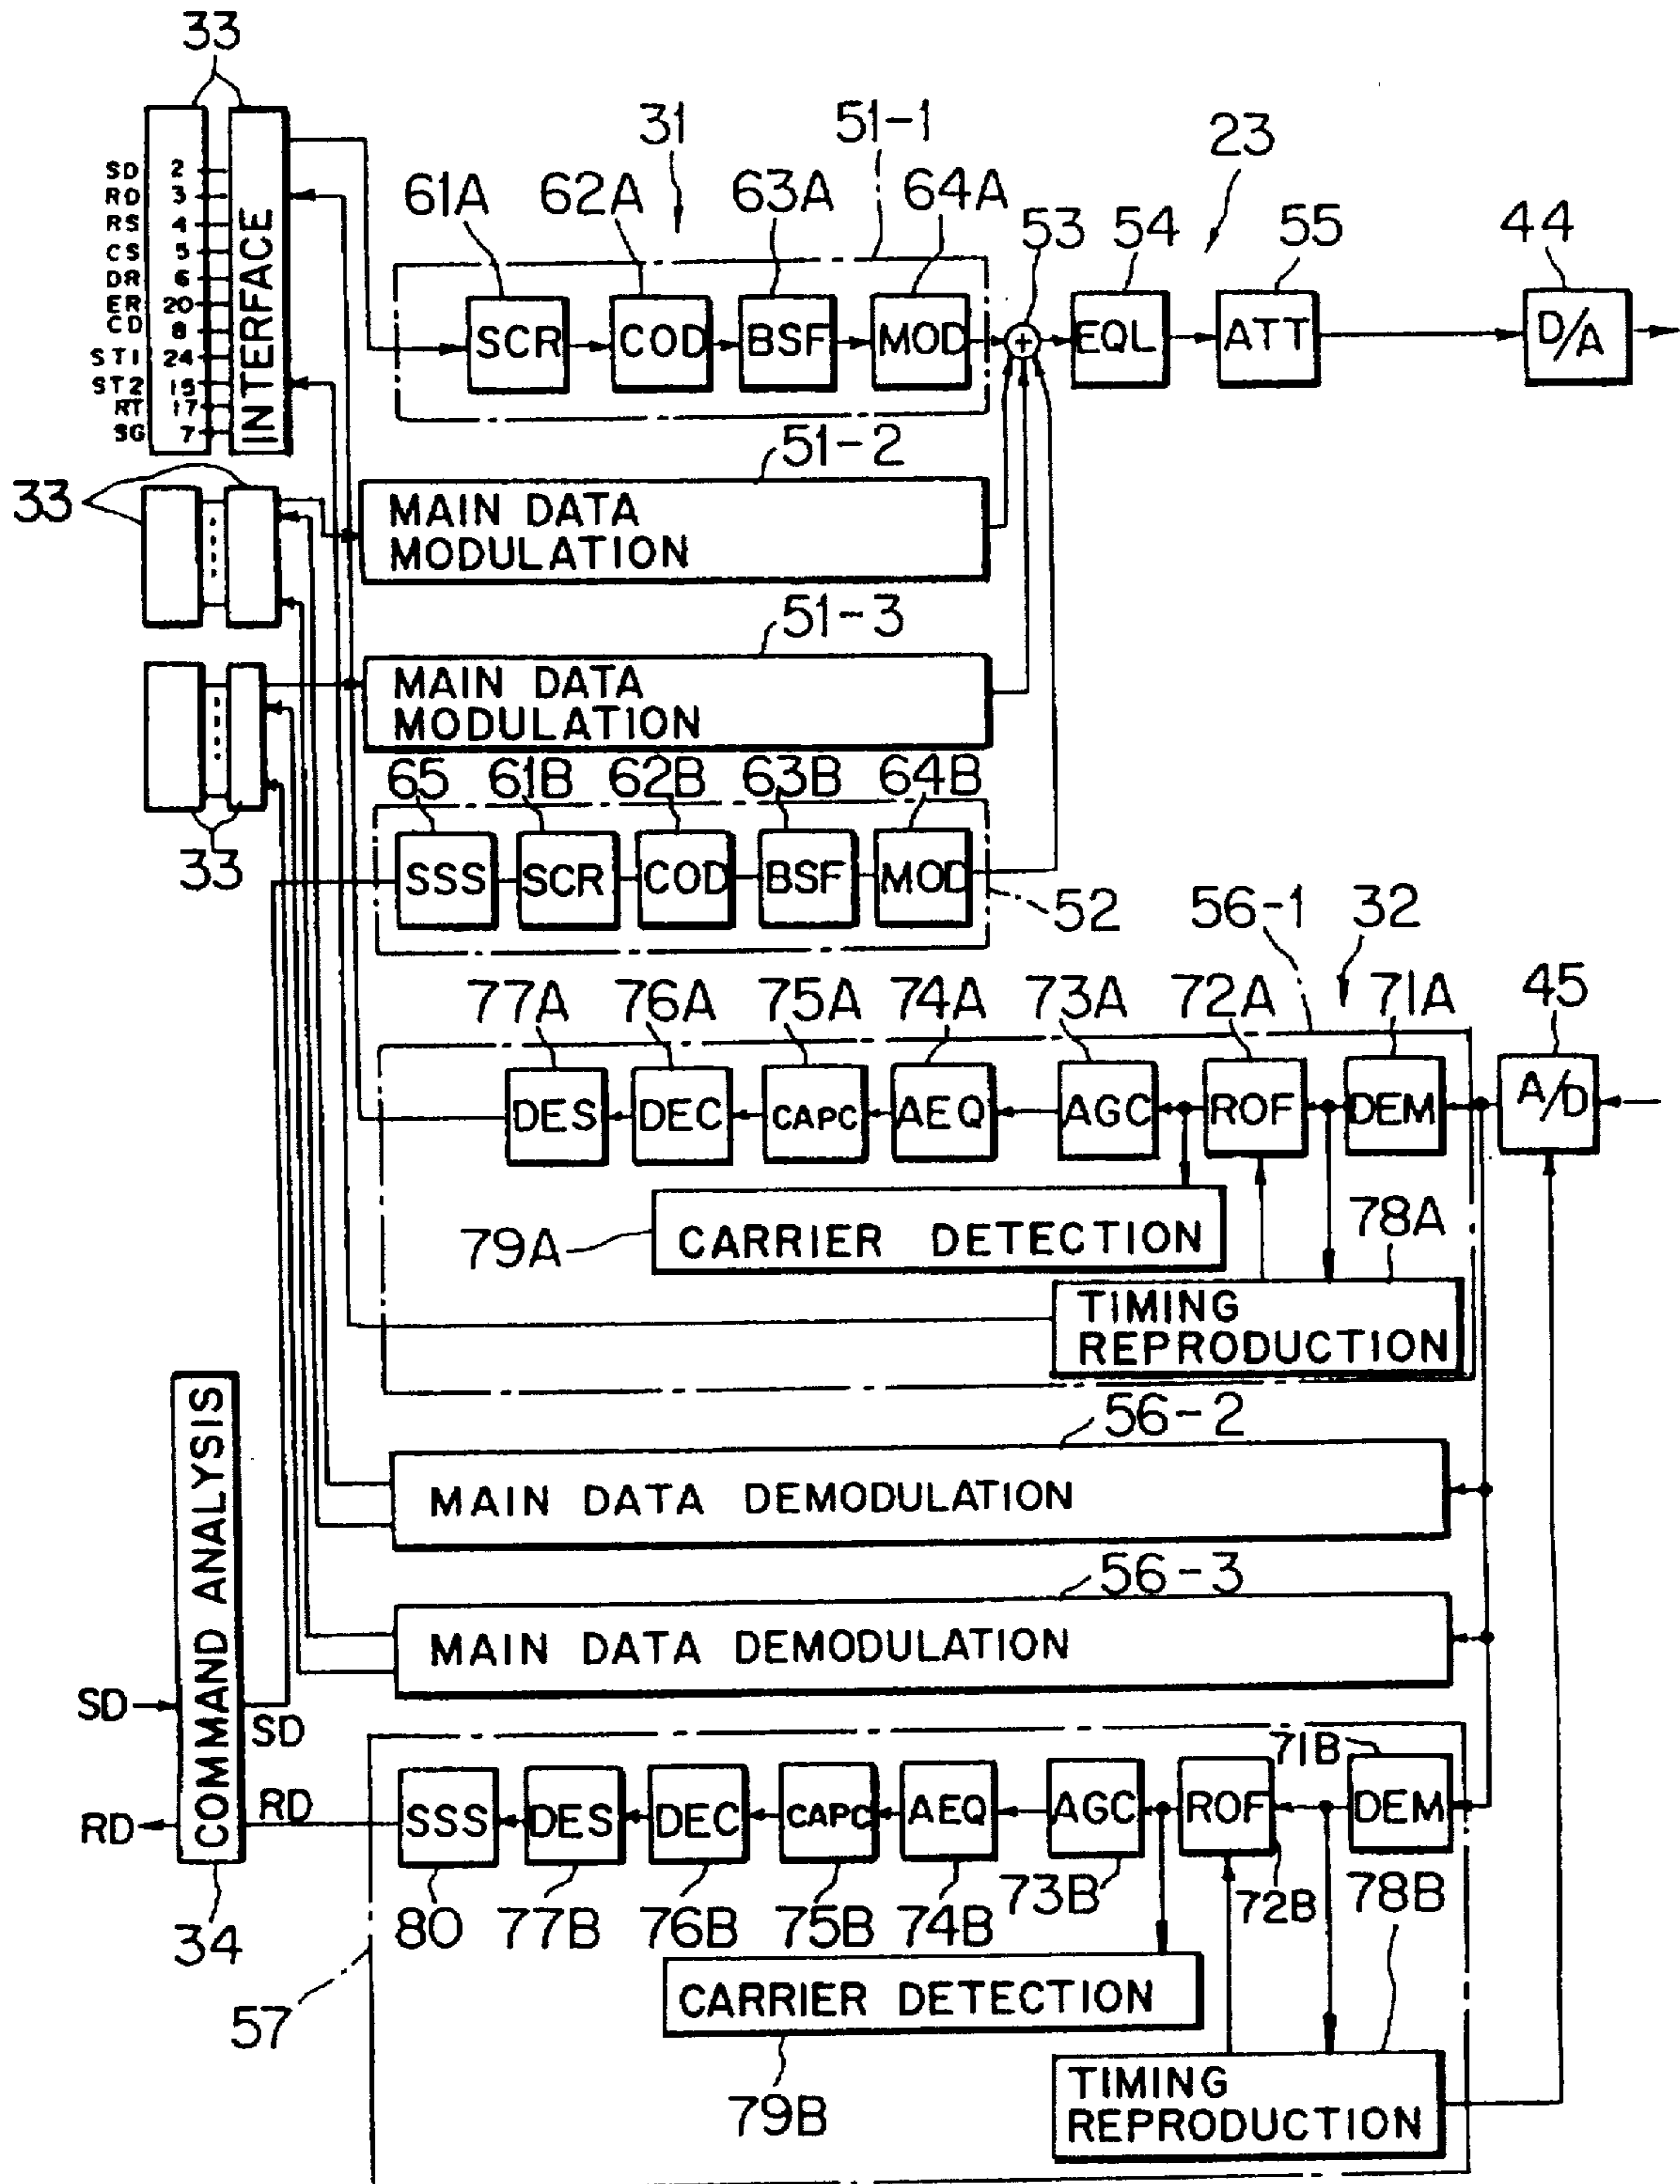 33
SD 2
RD 3
RS 4
CS 5
DR 6
ER 20
CD 8
ST1 24
ST2 15
RT 17
SG 7
INTERFACE
31
51-1
23
61A 62A 63A 64A 53 54 55 44
SCR COD BSF MOD + EQL ATT D/A
33
51-2
MAIN DATA
MODULATION
51-3
MAIN DATA
MODULATION
33
65 61B 62B 63B 64B
SSS SCR COD BSF MOD
52
56-1 32
77A 76A 75A 74A 73A 72A 71A 45
DES DEC CAPC AEQ AGC ROF DEM A/D
79A CARRIER DETECTION
78A
TIMING
REPRODUCTION
56-2
MAIN DATA DEMODULATION
56-3
MAIN DATA DEMODULATION
COMMAND ANALYSIS
SD
SD
RD
RD
34
71B
SSS DES DEC CAPC AEQ AGC ROF DEM
80 77B 76B 75B 74B 73B 72B 78B
57
CARRIER DETECTION
79B
TIMING
REPRODUCTION